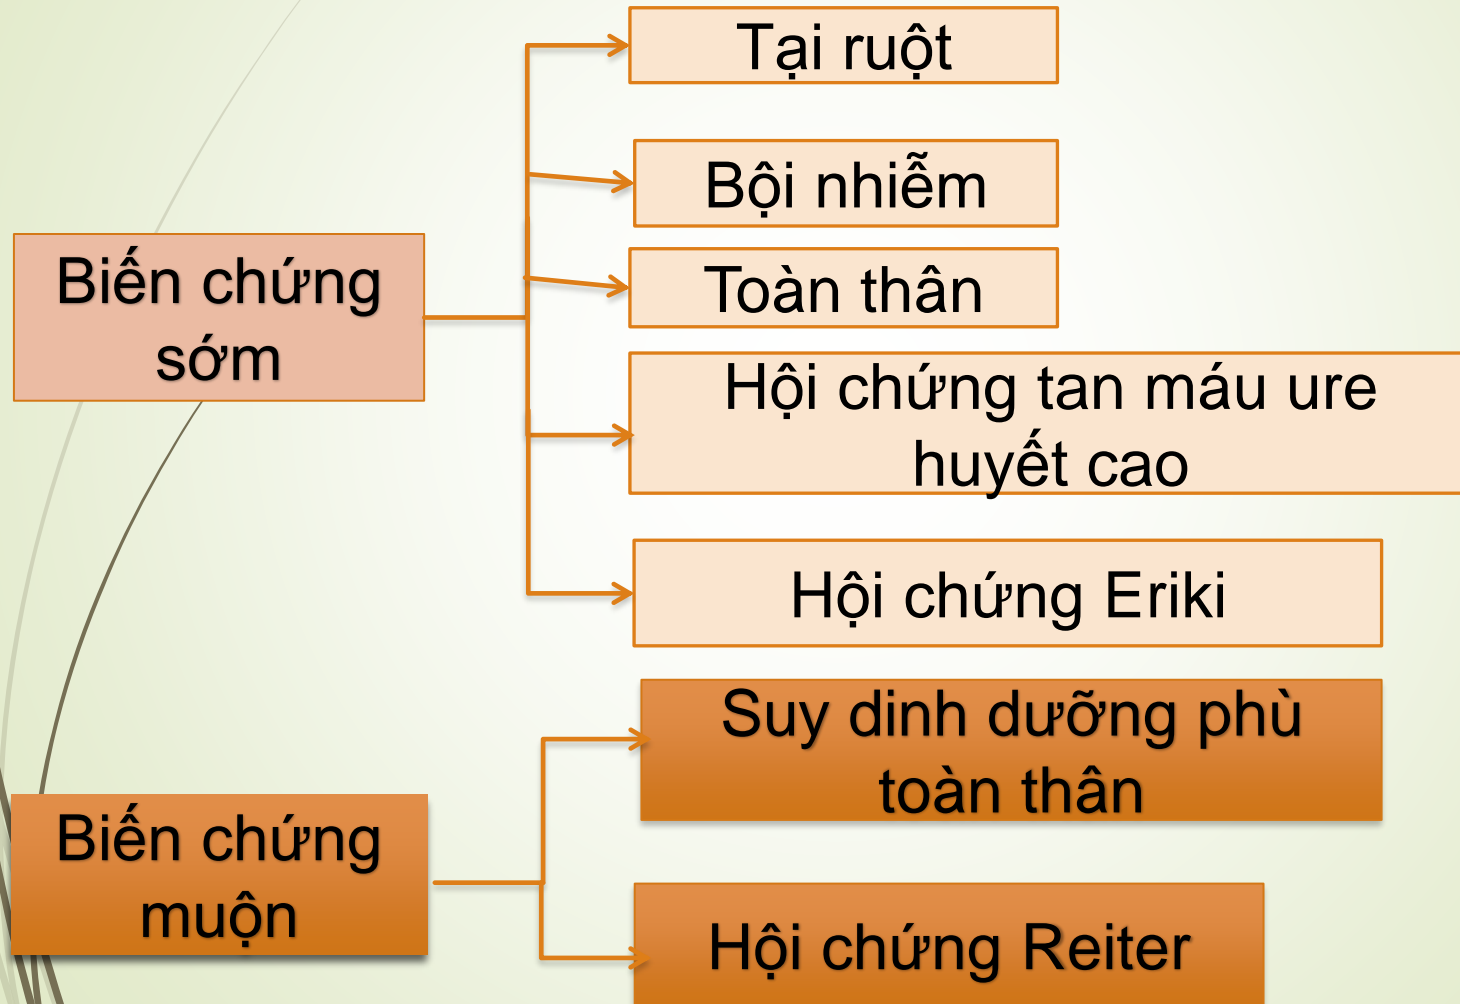 Tại ruột
Bội nhiễm
Toàn thân
Biến chứng
sớm
Hội chứng tan máu ure
huyết cao
Hội chứng Eriki
Suy dinh dưỡng phù
toàn thân
Biến chứng
muộn
Hội chứng Reiter